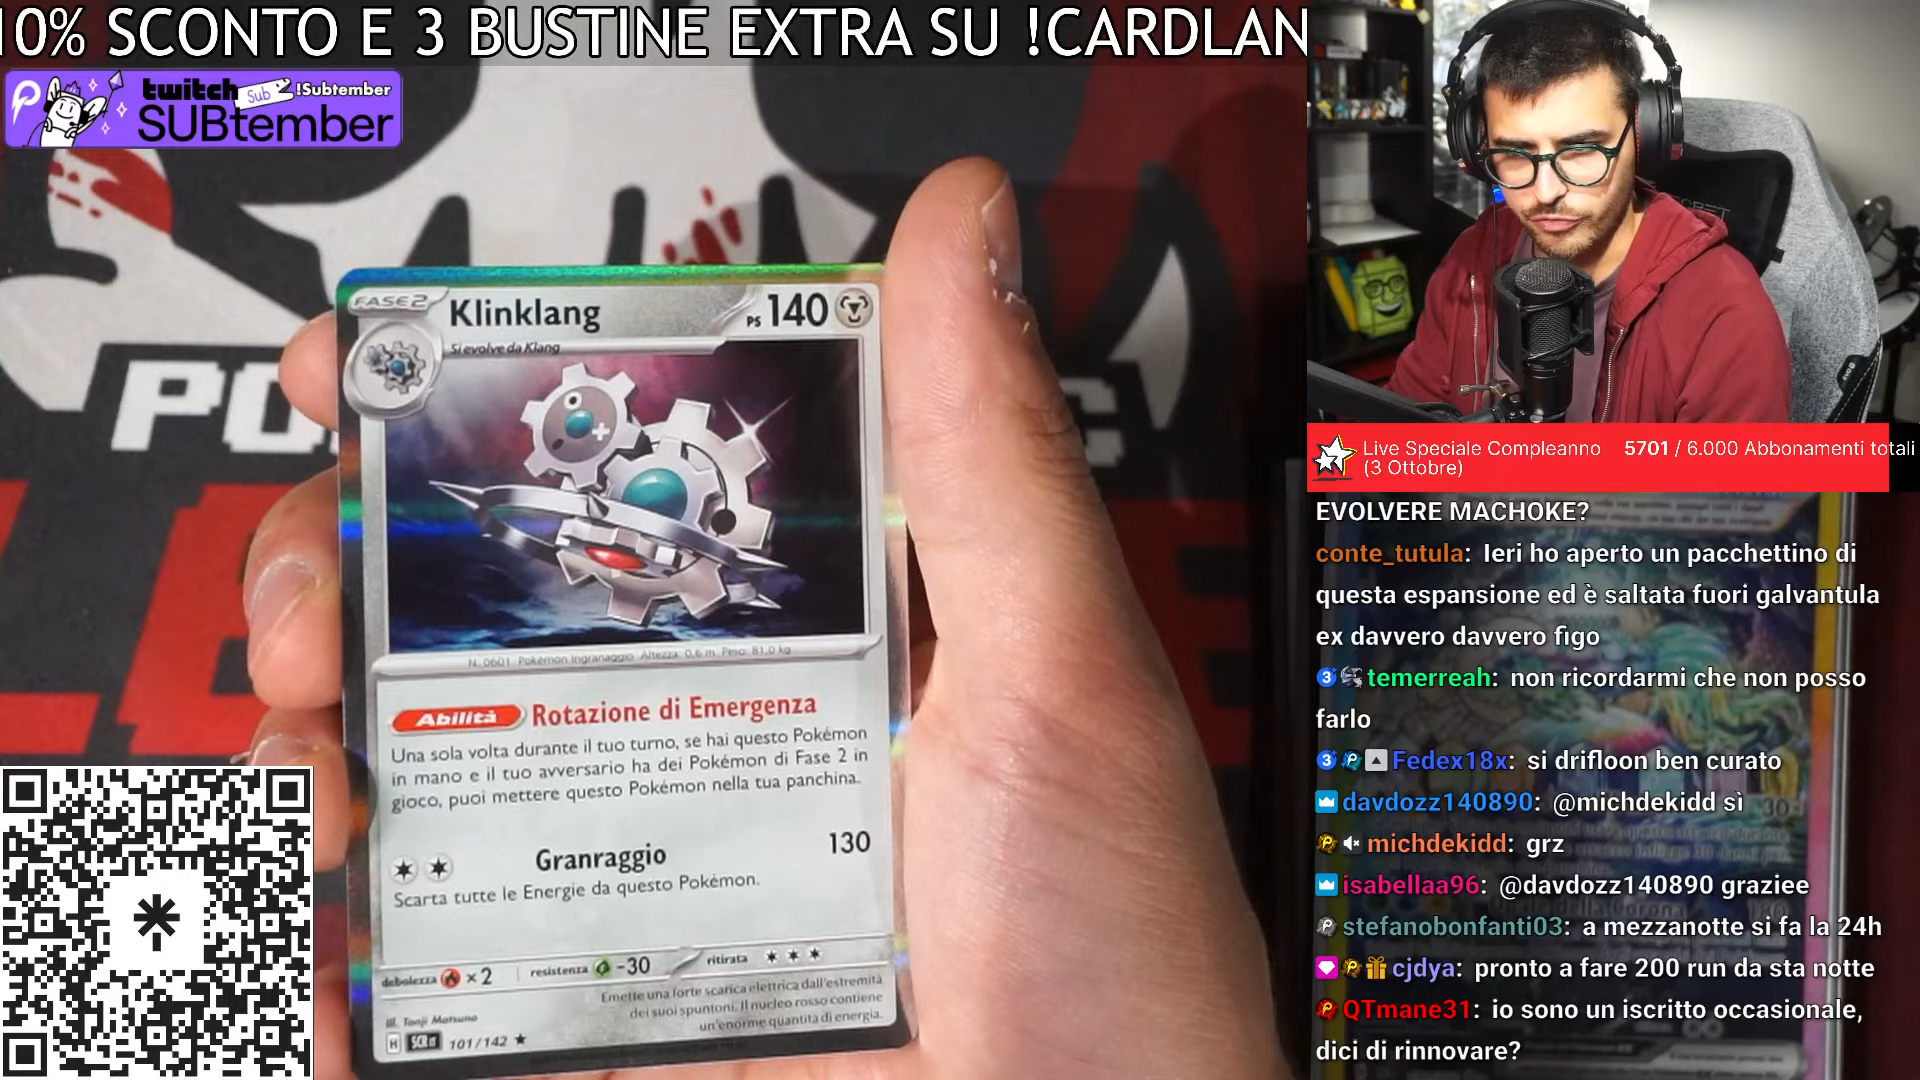 10% SCONTO E 3 BUSTINE EXTRA SU !CARDLAN
twitch Sub !Subtember
SUBtember
FASE 2 Klinklang PS 140
Si evolve da Klang
N. 0601 Pokémon Ingranaggio Altezza: 0,6 m Peso: 81,0 kg
Abilità Rotazione di Emergenza
Una sola volta durante il tuo turno, se hai questo Pokémon
in mano e il tuo avversario ha dei Pokémon di Fase 2 in
gioco, puoi mettere questo Pokémon nella tua panchina.
Granraggio 130
Scarta tutte le Energie da questo Pokémon.
debolezza ×2 resistenza -30 ritirata
Emette una forte scarica elettrica dall'estremità
dei suoi spuntoni. Il nucleo rosso contiene
un'enorme quantità di energia.
Ill. Tonji Matsuno
H SCR IT 101/142
Live Speciale Compleanno 5701 / 6.000 Abbonamenti totali
(3 Ottobre)
EVOLVERE MACHOKE?
conte_tutula: Ieri ho aperto un pacchettino di
questa espansione ed è saltata fuori galvantula
ex davvero davvero figo
temerreah: non ricordarmi che non posso
farlo
Fedex18x: si drifloon ben curato
davdozz140890: @michdekidd sì
michdekidd: grz
isabellaa96: @davdozz140890 graziee
stefanobonfanti03: a mezzanotte si fa la 24h
cjdya: pronto a fare 200 run da sta notte
QTmane31: io sono un iscritto occasionale,
dici di rinnovare?